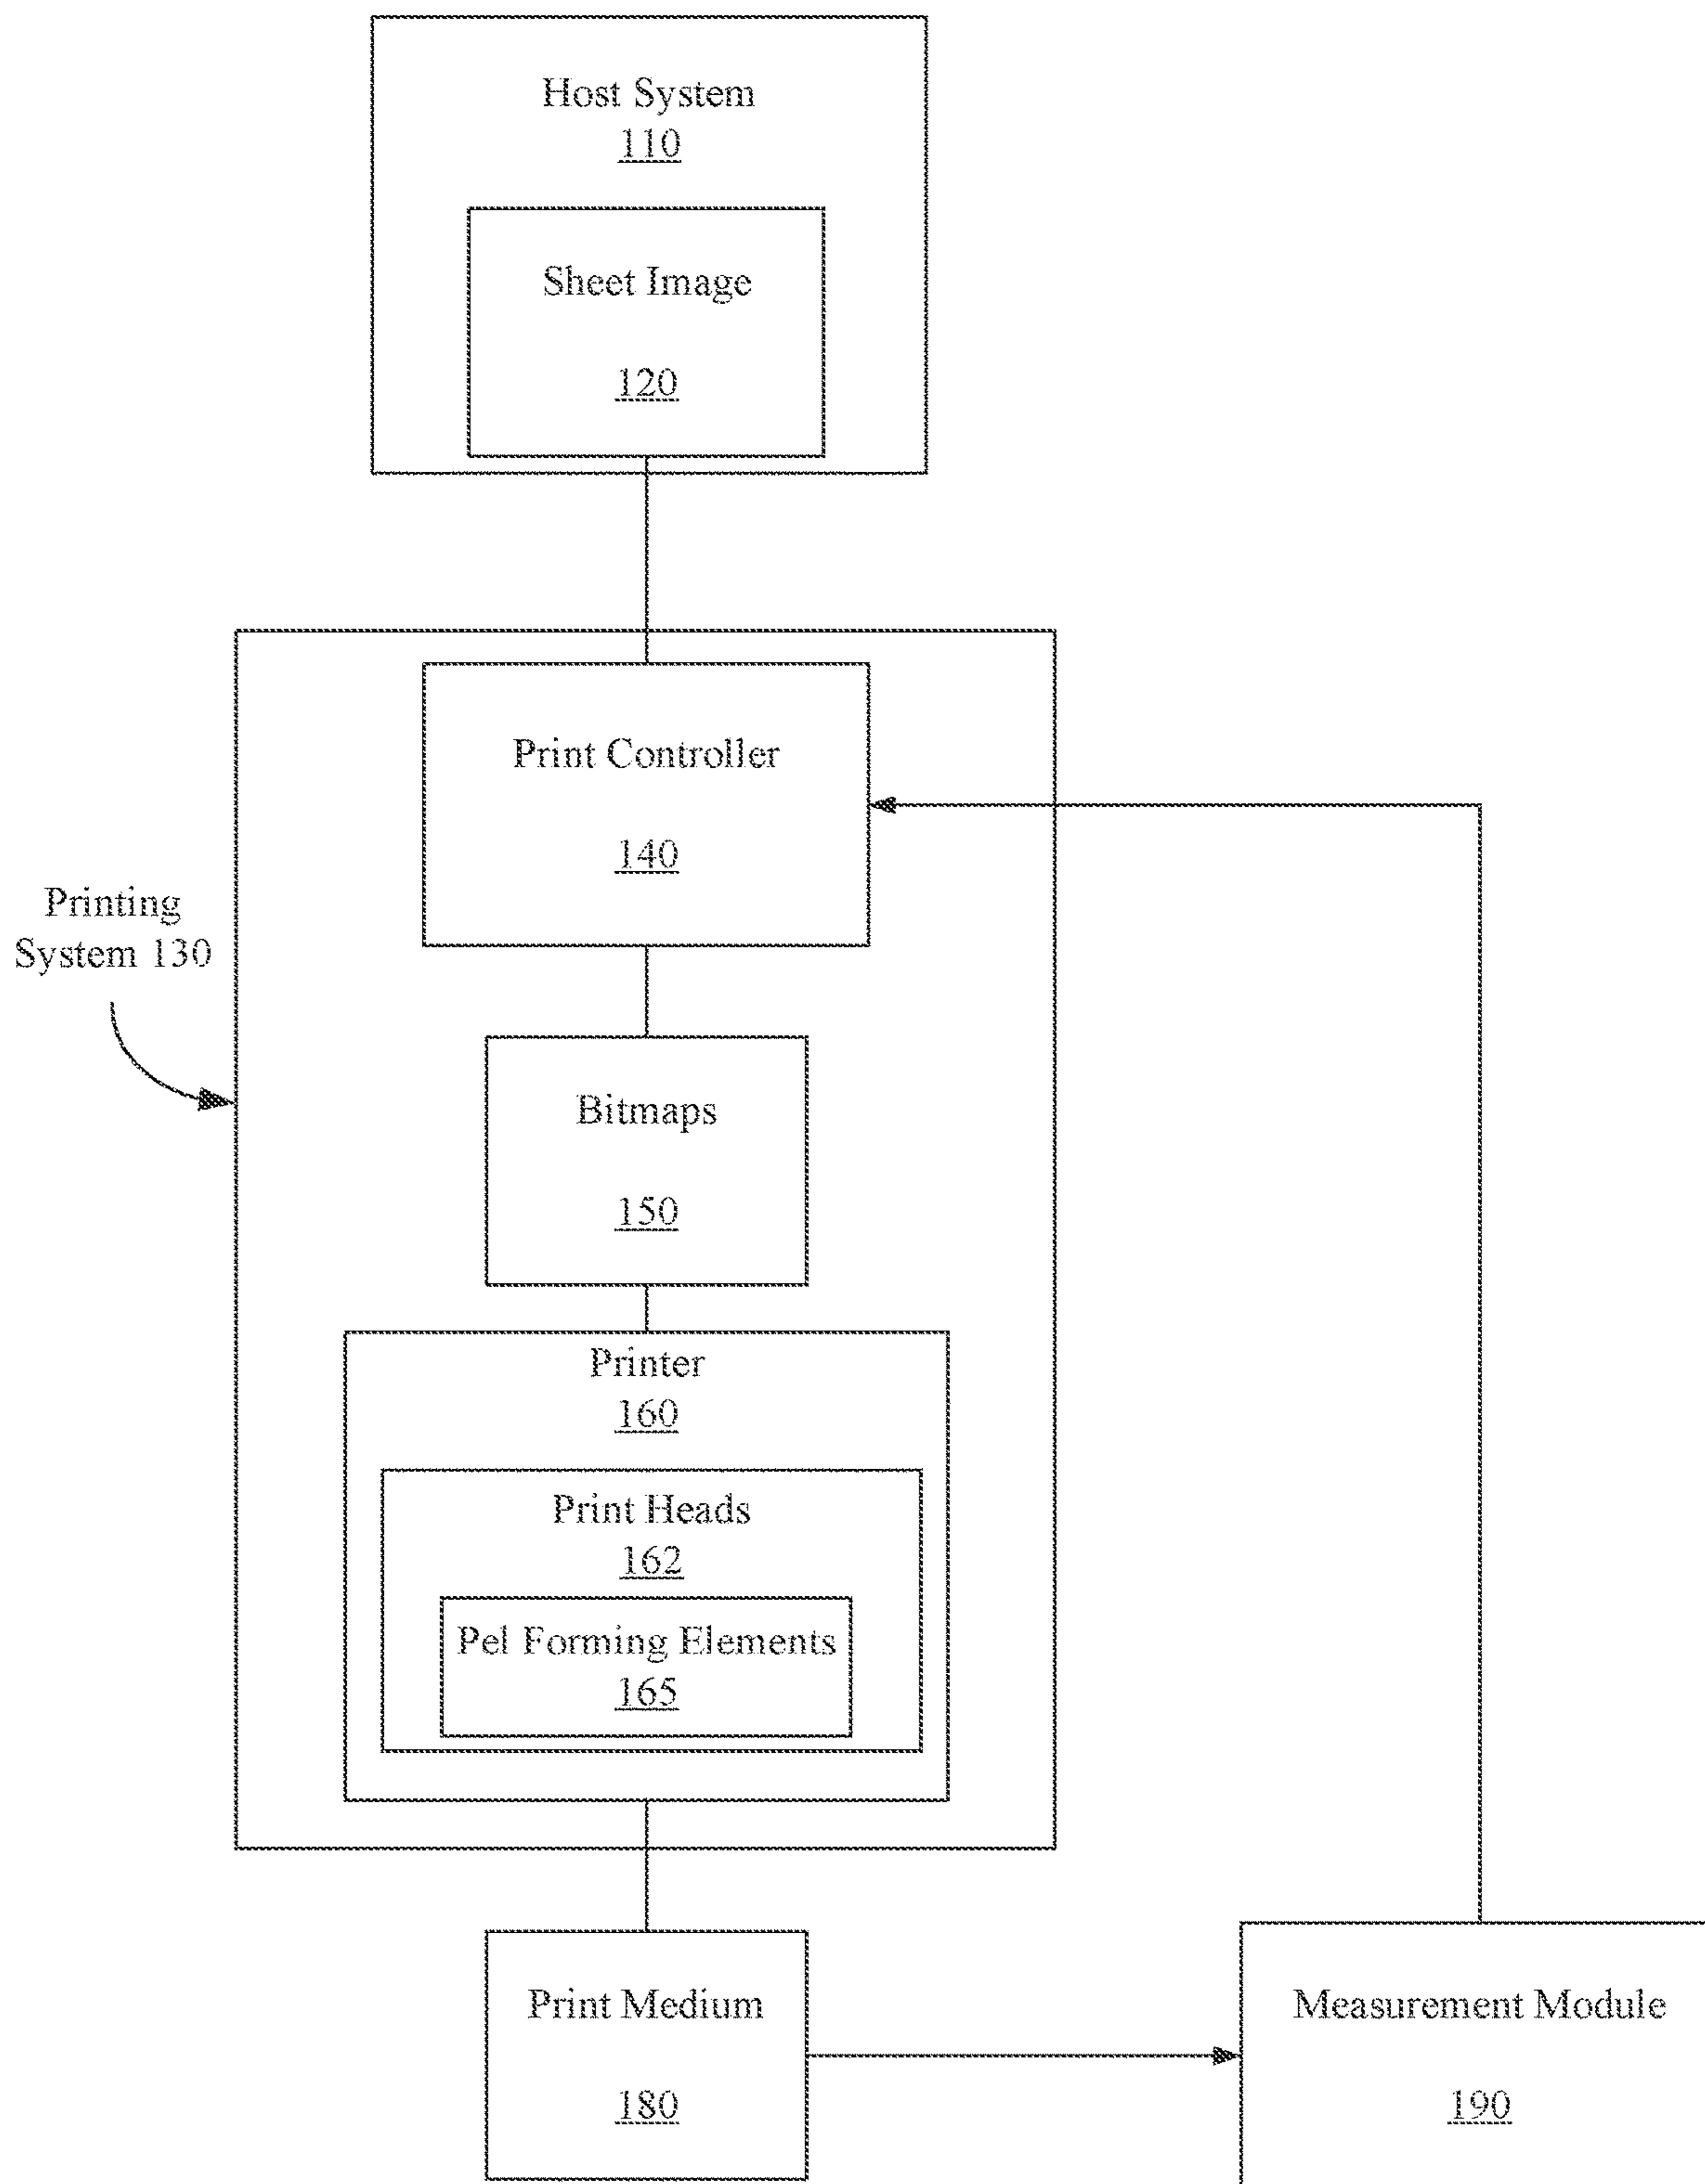 Host System
110
Sheet Image
120
Print Controller
140
Printing
System 130
Bitmaps
150
Printer
160
Print Heads
162
Pel Forming Elements
165
Print Medium
180
Measurement Module
190